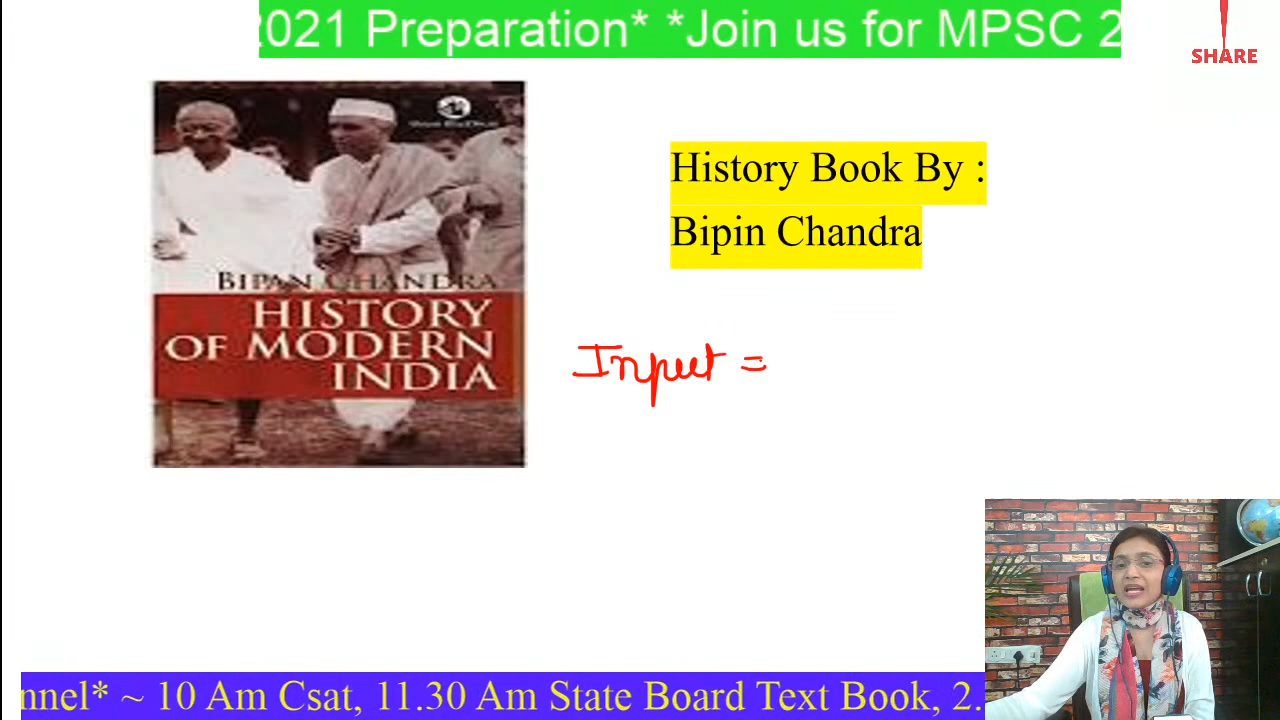 2021 Preparation* *Join us for MPSC 2
SHARE
History Book By :
Bipin Chandra
BIPAN CHANDRA
HISTORY
OF MODERN
INDIA
Input =
nnel* ~ 10 Am Csat, 11.30 Am State Board Text Book, 2.